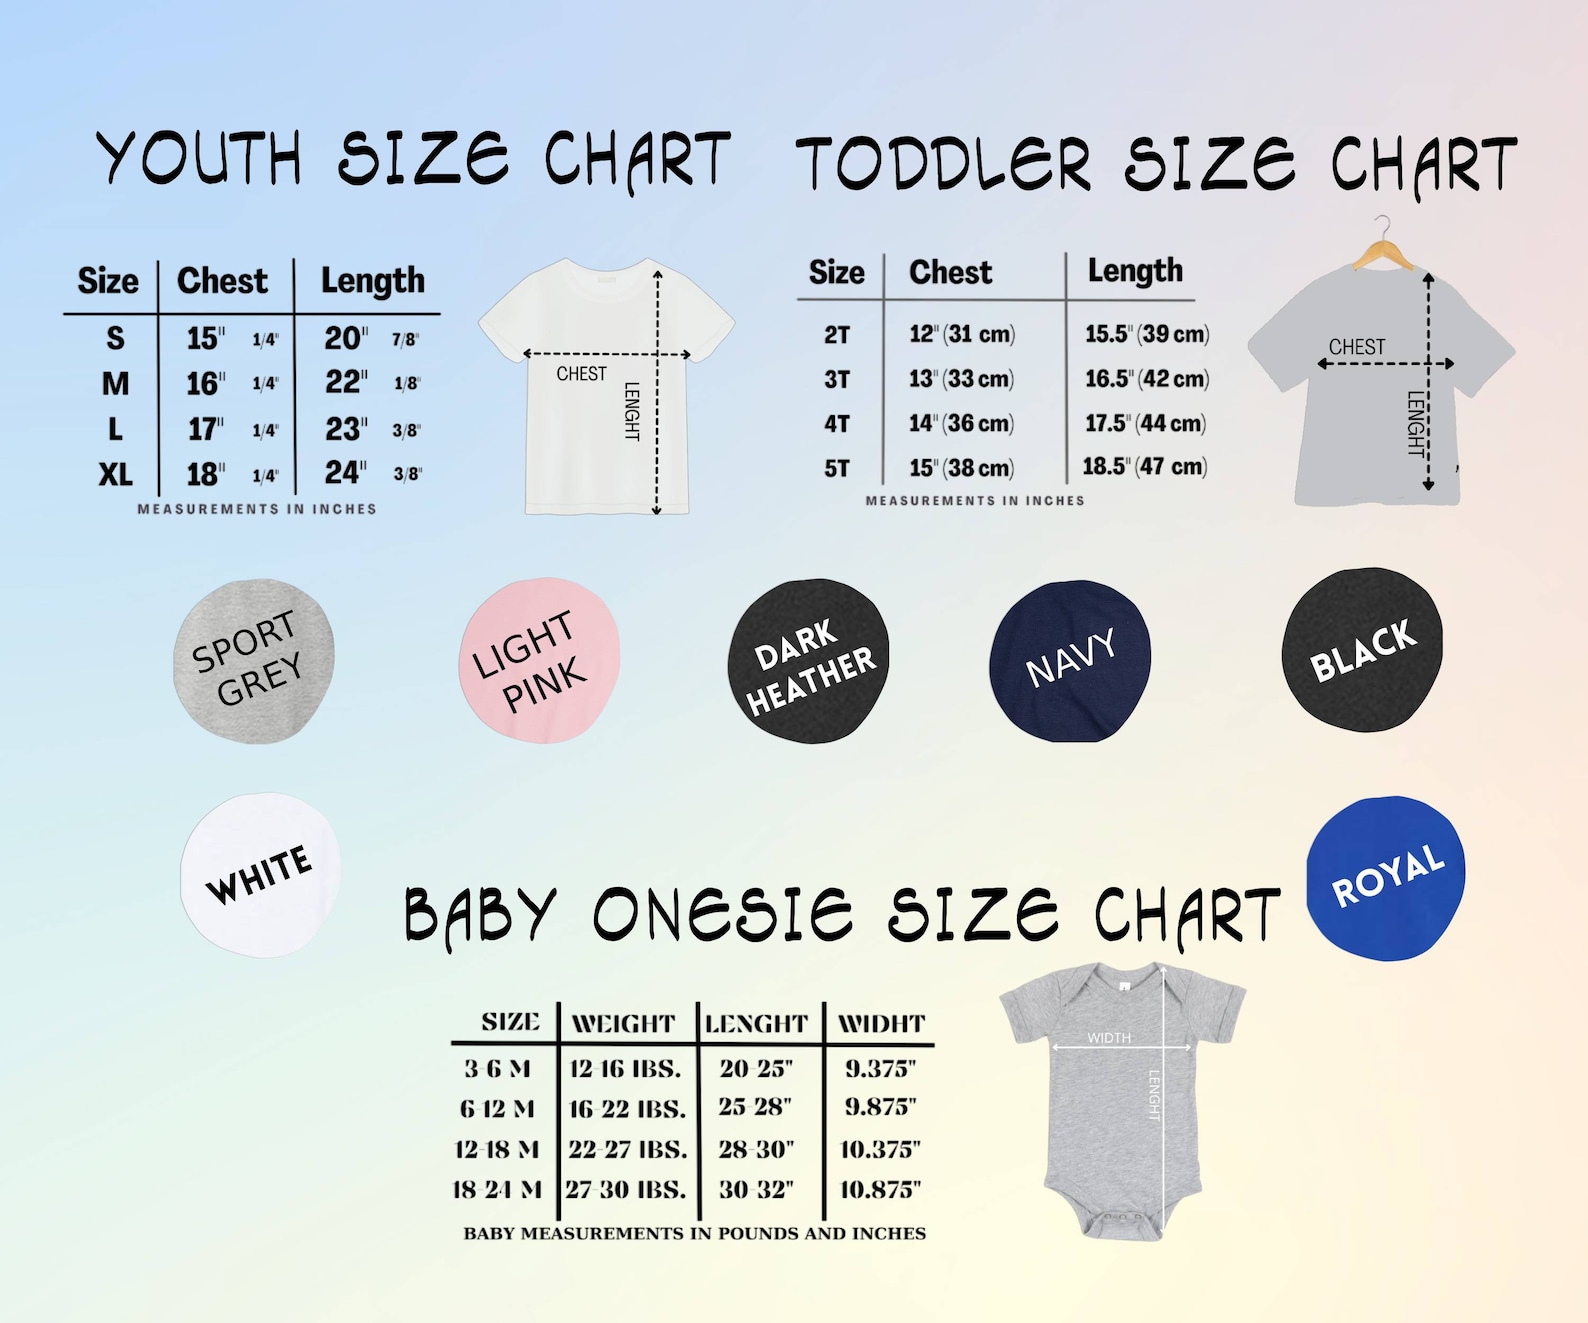 YOUTH SIZE CHART
Size Chest Length
S 15" 1/4" 20" 7/8"
M 16" 1/4" 22" 1/8"
L 17" 1/4" 23" 3/8"
XL 18" 1/4" 24" 3/8"
MEASUREMENTS IN INCHES
CHEST
LENGHT
TODDLER SIZE CHART
Size Chest Length
2T 12" (31 cm) 15.5" (39 cm)
3T 13" (33 cm) 16.5" (42 cm)
4T 14" (36 cm) 17.5" (44 cm)
5T 15" (38 cm) 18.5" (47 cm)
MEASUREMENTS IN INCHES
CHEST
LENGHT
SPORT
GREY
LIGHT
PINK
DARK
HEATHER
NAVY
BLACK
WHITE
ROYAL
BABY ONESIE SIZE CHART
SIZE WEIGHT LENGHT WIDHT
3-6 M 12-16 IBS. 20-25" 9.375"
6-12 M 16-22 IBS. 25-28" 9.875"
12-18 M 22-27 IBS. 28-30" 10.375"
18-24 M 27-30 IBS. 30-32" 10.875"
BABY MEASUREMENTS IN POUNDS AND INCHES
WIDTH
LENGHT